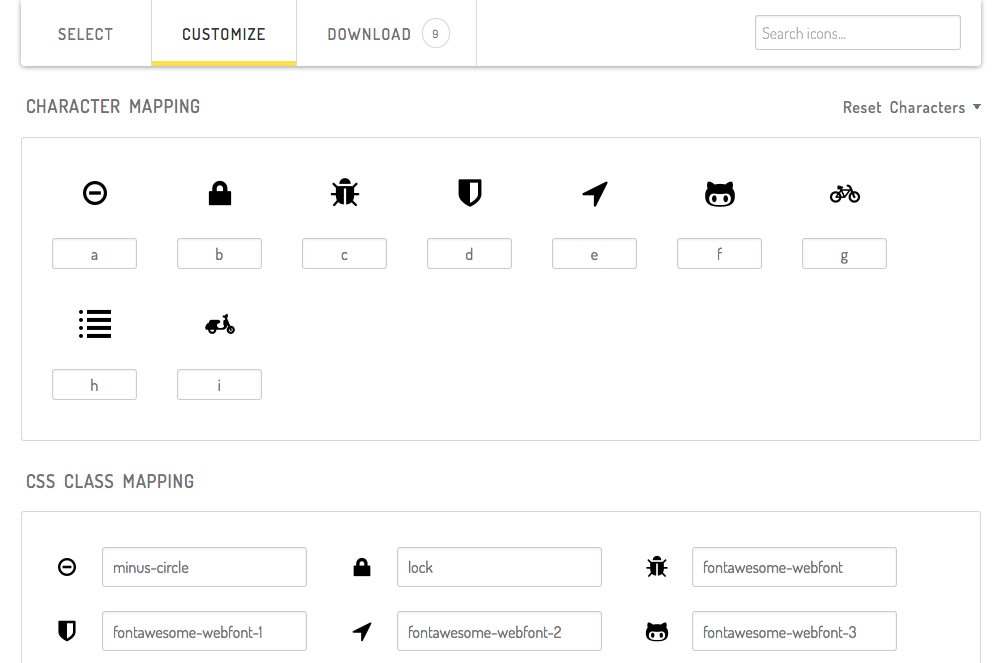 SELECT CUSTOMIZE DOWNLOAD 9 Search icons...
CHARACTER MAPPING Reset Characters
a b c d e f g
h i
CSS CLASS MAPPING
minus-circle lock fontawesome-webfont
fontawesome-webfont-1 fontawesome-webfont-2 fontawesome-webfont-3